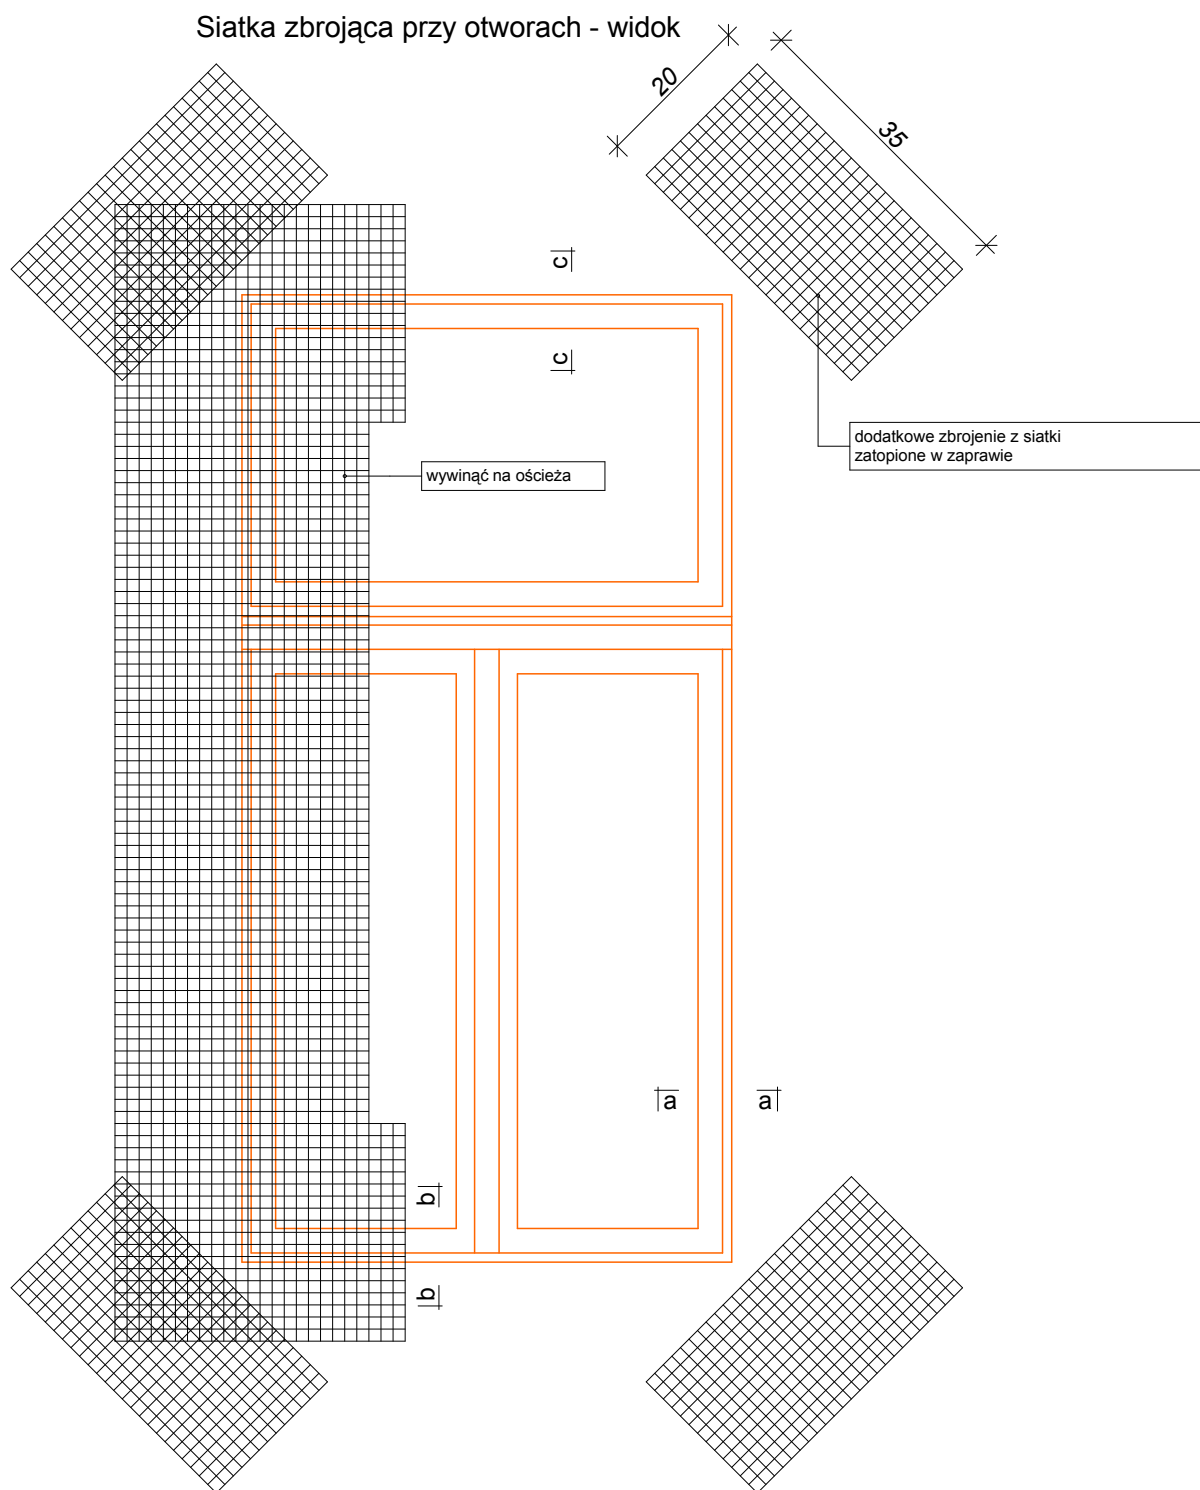 Siatka zbrojąca przy otworach - widok
20
35
c
c
dodatkowe zbrojenie z siatki
zatopione w zaprawie
wywinąć na ościeża
a
a
b
b